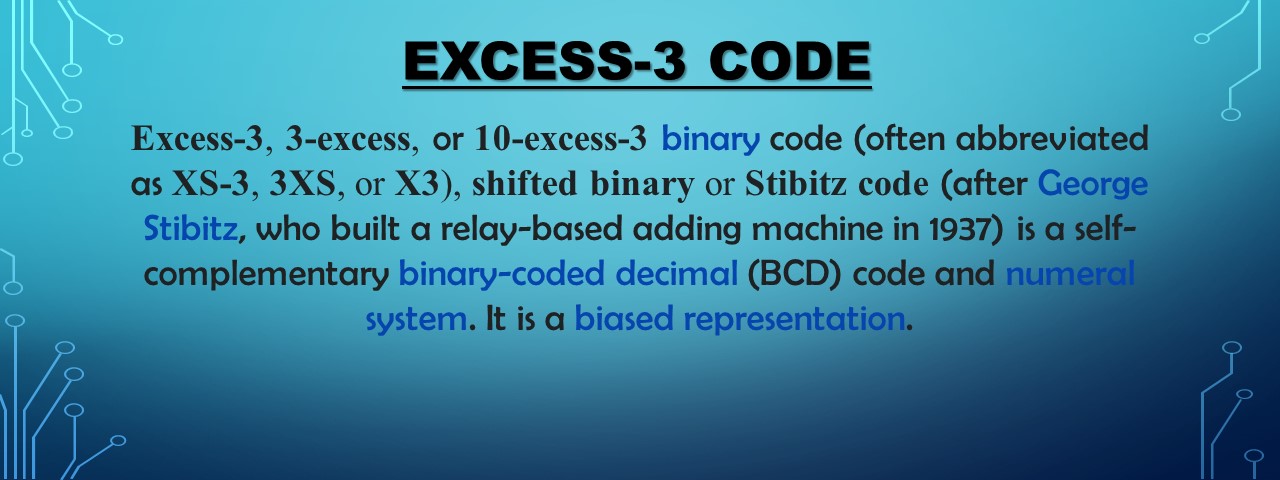 EXCESS-3 CODE
Excess-3, 3-excess, or 10-excess-3 binary code (often abbreviated
as XS-3, 3XS, or X3), shifted binary or Stibitz code (after George
Stibitz, who built a relay-based adding machine in 1937) is a self-
complementary binary-coded decimal (BCD) code and numeral
system. It is a biased representation.